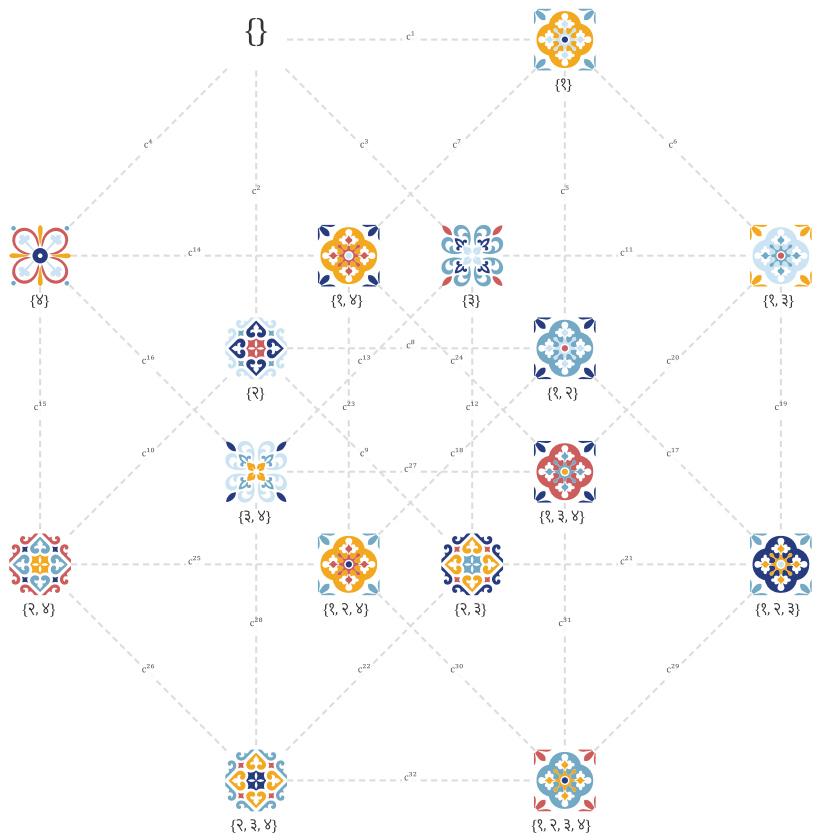 {}
c¹
{१}
c⁴
c³
c⁷
c⁶
c²
c⁵
c¹⁴
c¹¹
{४}
{१, ४}
{३}
{१, ३}
c⁸
c¹⁶
c¹³
c²⁴
c²⁰
{२}
{१, २}
c¹⁵
c²³
c¹²
c¹⁹
c¹⁰
c⁹
c¹⁸
c¹⁷
c²⁷
{३, ४}
{१, ३, ४}
c²⁵
c²¹
{२, ४}
{१, २, ४}
{२, ३}
{१, २, ३}
c²⁸
c³¹
c²⁶
c²²
c³⁰
c²⁹
c³²
{२, ३, ४}
{१, २, ३, ४}